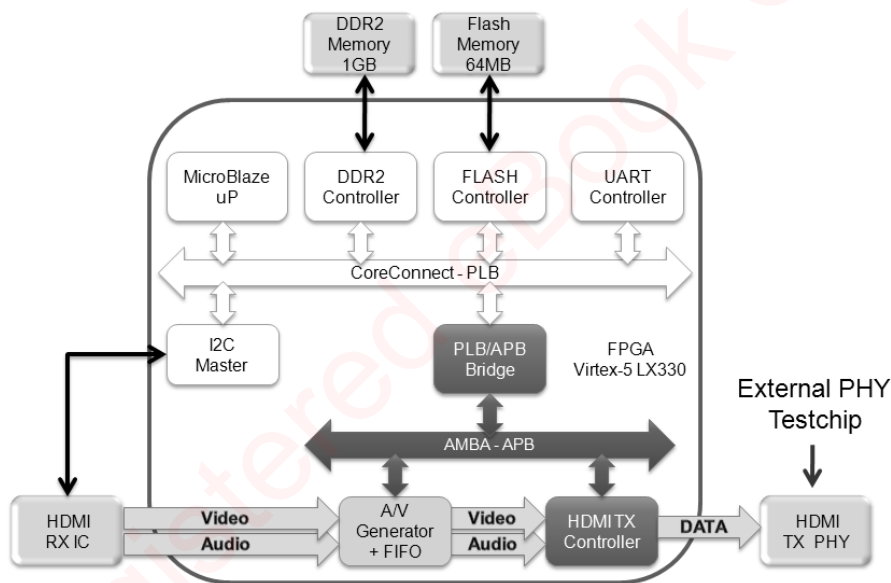 DDR2
Memory
1GB
Flash
Memory
64MB
MicroBlaze
uP
DDR2
Controller
FLASH
Controller
UART
Controller
CoreConnect - PLB
I2C
Master
PLB/APB
Bridge
FPGA
Virtex-5 LX330
External PHY
Testchip
AMBA - APB
HDMI
RX IC
Video
Audio
A/V
Generator
+ FIFO
Video
Audio
HDMI TX
Controller
DATA
HDMI
TX PHY